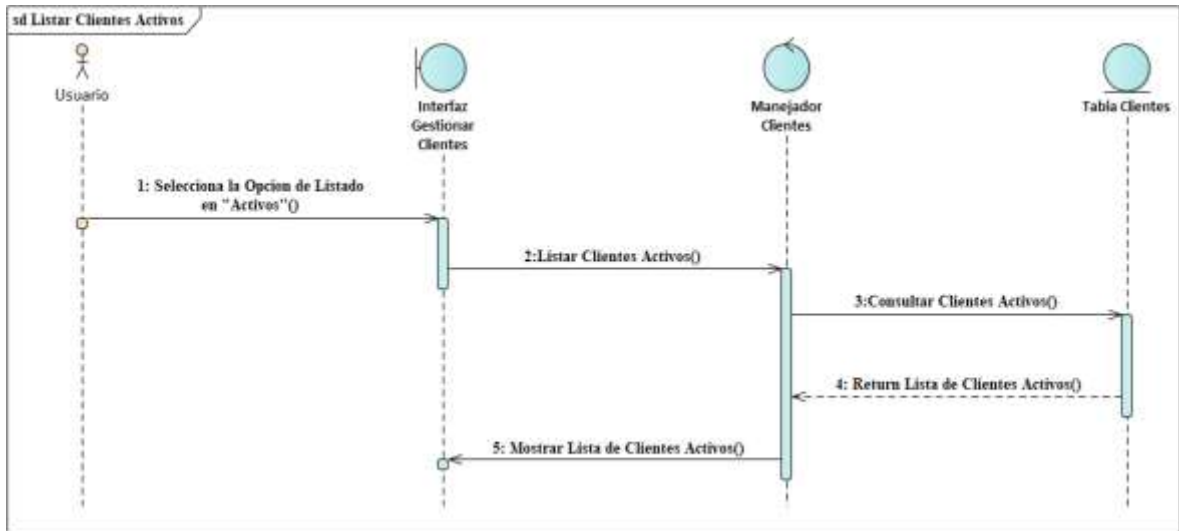 sd Listar Clientes Activos
Usuario
Interfaz
Gestionar
Clientes
Manejador
Clientes
Tabla Clientes
1: Selecciona la Opcion de Listado
en "Activos"()
2:Listar Clientes Activos()
3:Consultar Clientes Activos()
4: Return Lista de Clientes Activos()
5: Mostrar Lista de Clientes Activos()